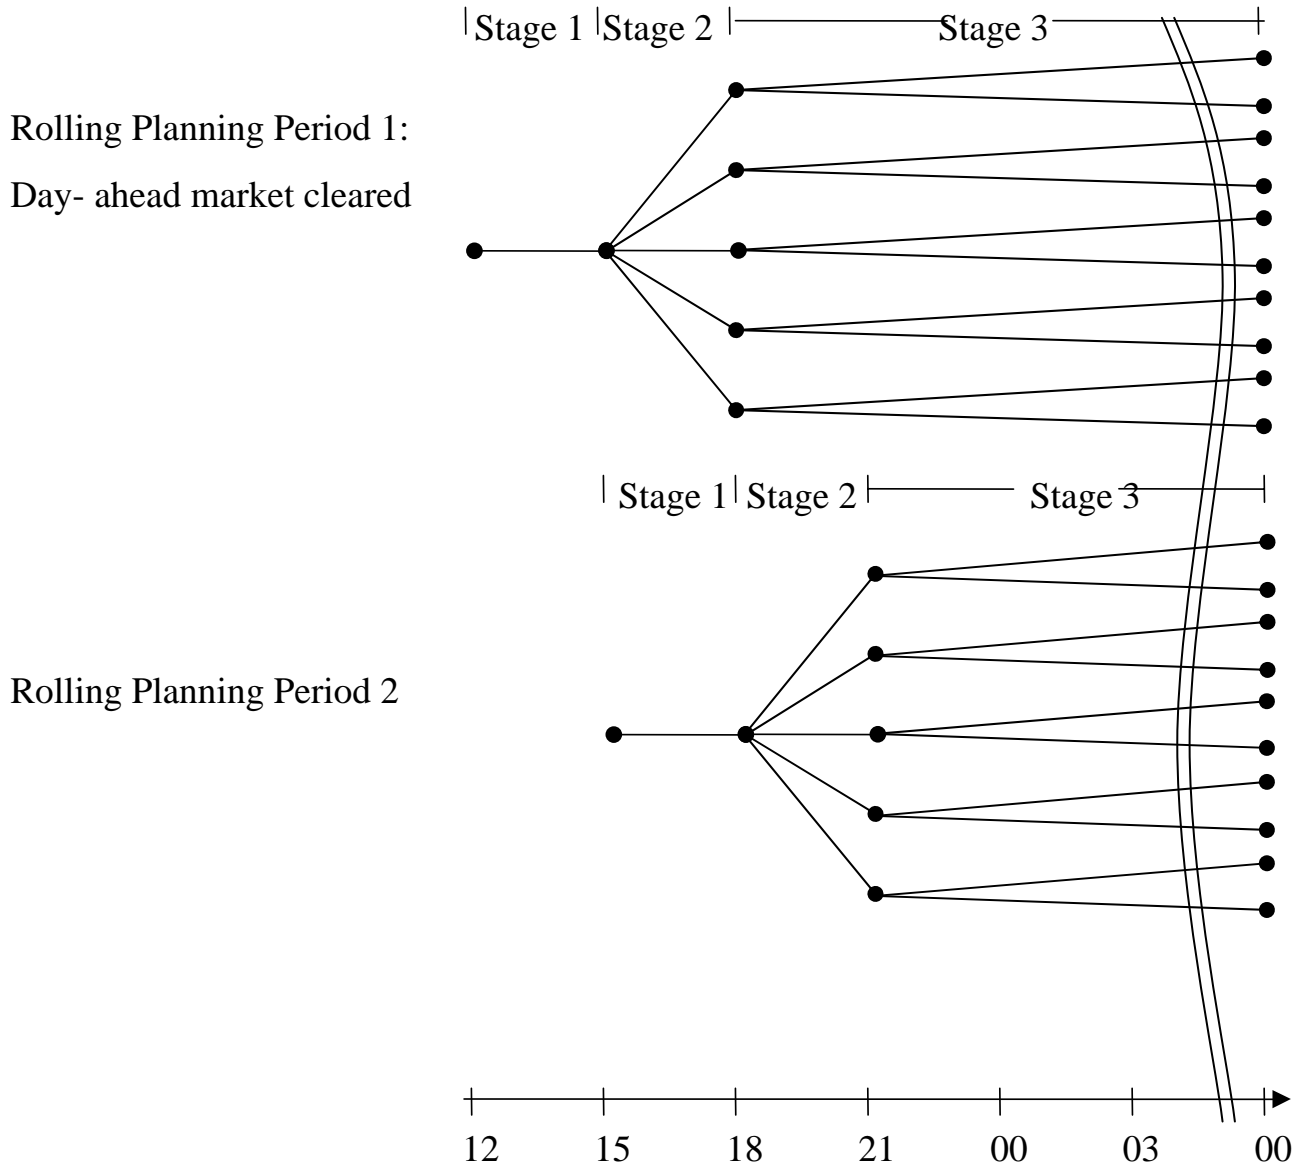 Stage 1 Stage 2 Stage 3
Rolling Planning Period 1:
Day- ahead market cleared
Stage 1 Stage 2 Stage 3
Rolling Planning Period 2
12 15 18 21 00 03 00